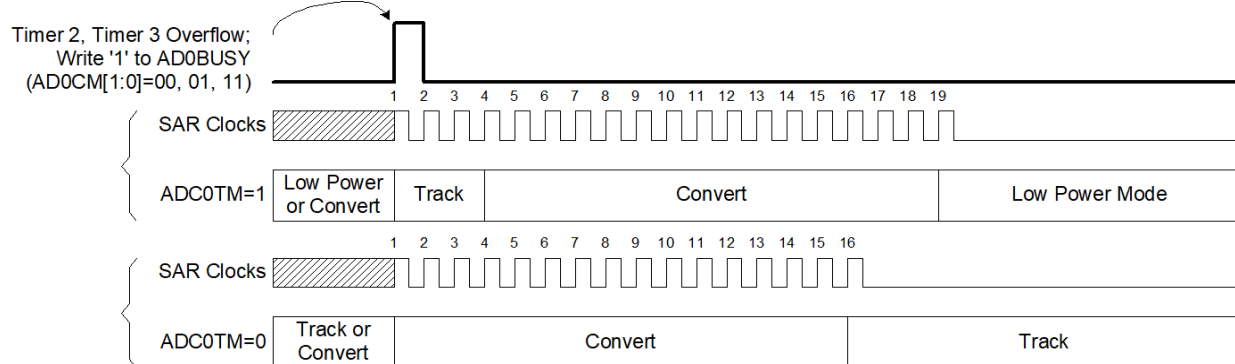 Timer 2, Timer 3 Overflow;
Write '1' to AD0BUSY
(AD0CM[1:0]=00, 01, 11)
1 2 3 4 5 6 7 8 9 10 11 12 13 14 15 16 17 18 19
SAR Clocks
ADC0TM=1
Low Power
or Convert
Track
Convert
Low Power Mode
1 2 3 4 5 6 7 8 9 10 11 12 13 14 15 16
SAR Clocks
ADC0TM=0
Track or
Convert
Convert
Track